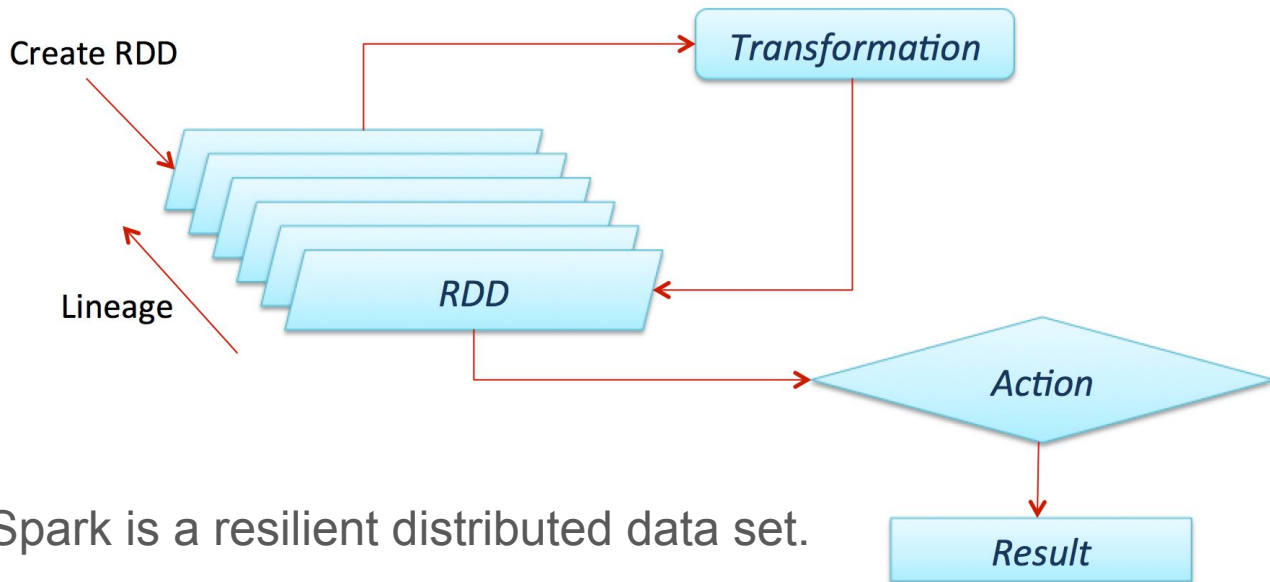 Create RDD
Transformation
Lineage
RDD
Action
Spark is a resilient distributed data set.
Result